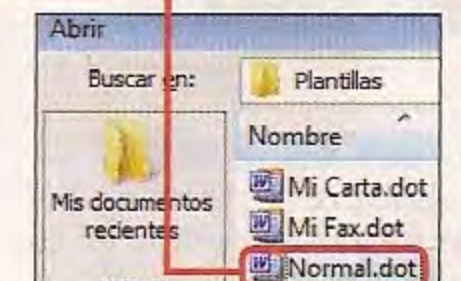 Abrir
Buscar en:
Plantillas
Nombre
Mis documentos
recientes
Mi Carta.dot
Mi Fax.dot
Normal.dot